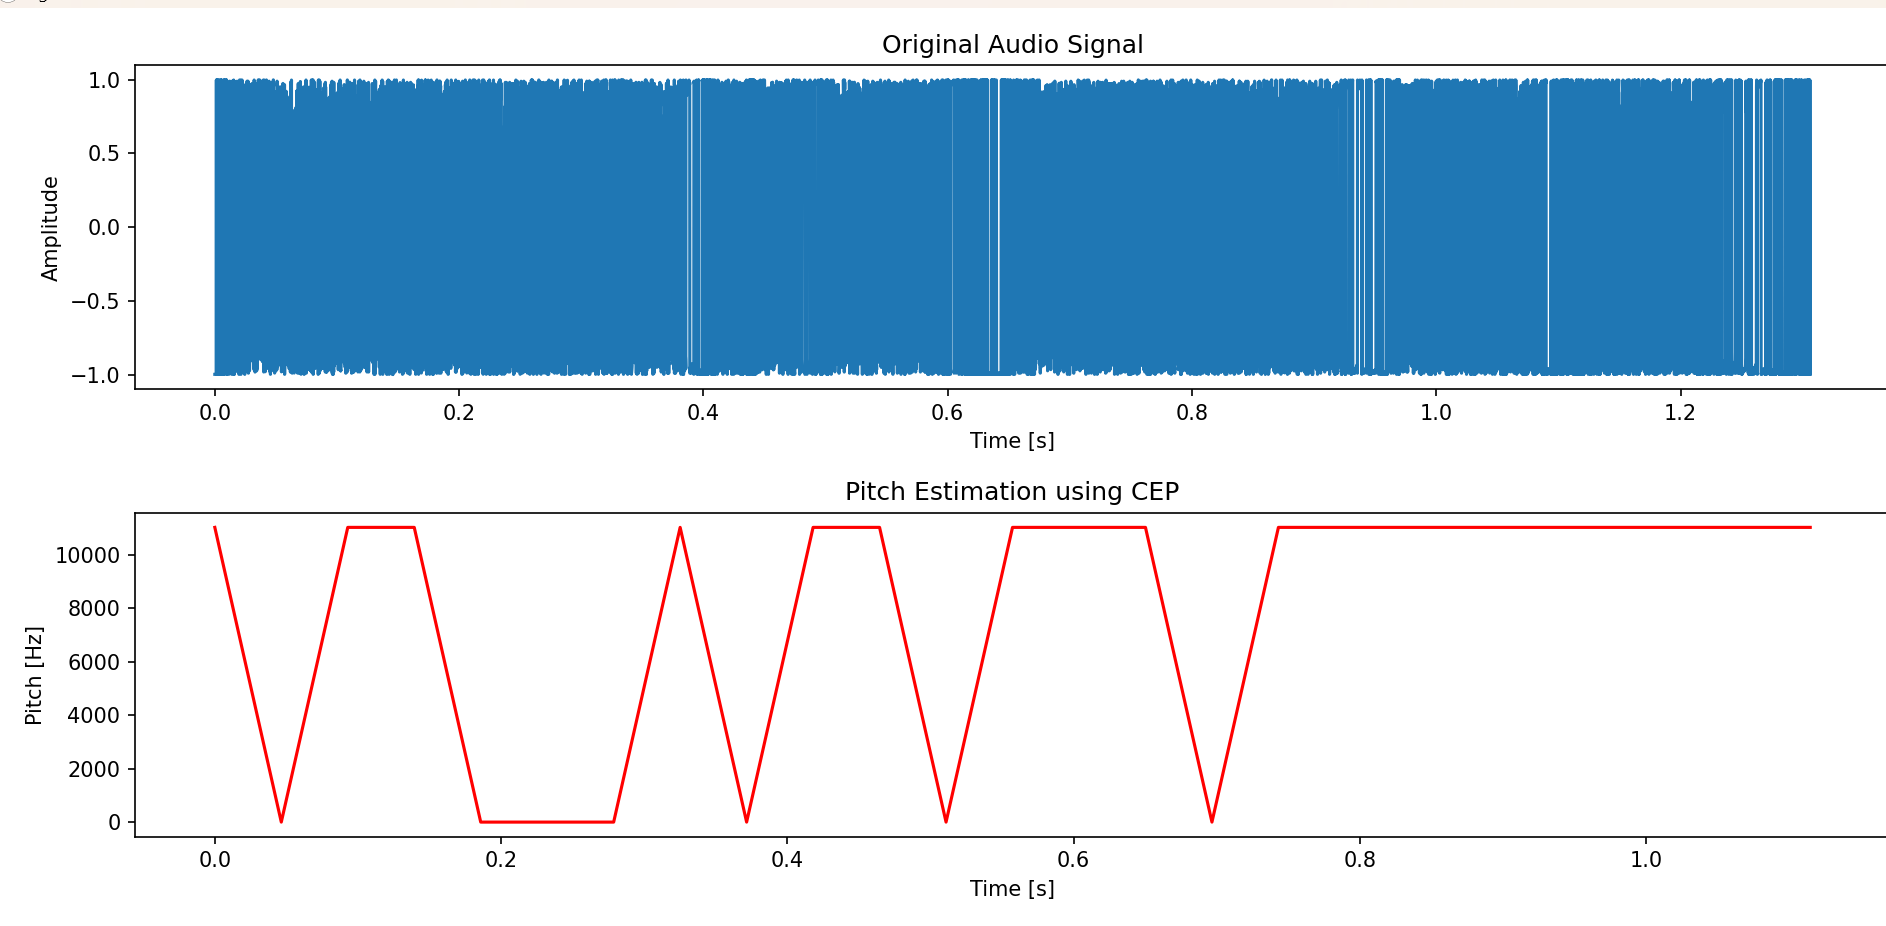 Original Audio Signal
1.0
0.5
0.0
−0.5
−1.0
Amplitude
0.0 0.2 0.4 0.6 0.8 1.0 1.2
Time [s]
Pitch Estimation using CEP
10000
8000
6000
4000
2000
0
Pitch [Hz]
0.0 0.2 0.4 0.6 0.8 1.0
Time [s]